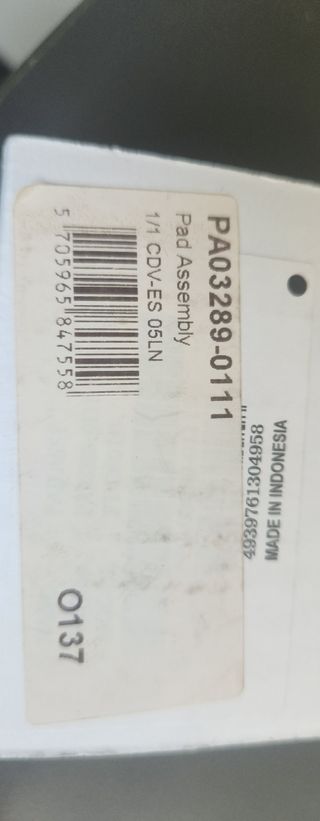 PA03289-0111
Pad Assembly
1/1 CDV-ES 05LN
5 705965 847558
O137
4939761304958
MADE IN INDONESIA